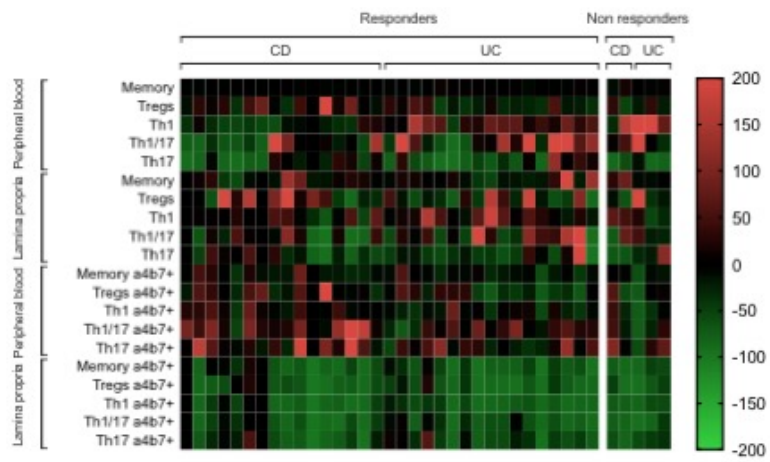 Responders
Non responders
CD
UC
CD
UC
Peripheral blood
Memory
Tregs
Th1
Th1/17
Th17
Lamina propria
Memory
Tregs
Th1
Th1/17
Th17
Peripheral blood
Memory a4b7+
Tregs a4b7+
Th1 a4b7+
Th1/17 a4b7+
Th17 a4b7+
Lamina propria
Memory a4b7+
Tregs a4b7+
Th1 a4b7+
Th1/17 a4b7+
Th17 a4b7+
200
150
100
50
0
-50
-100
-150
-200